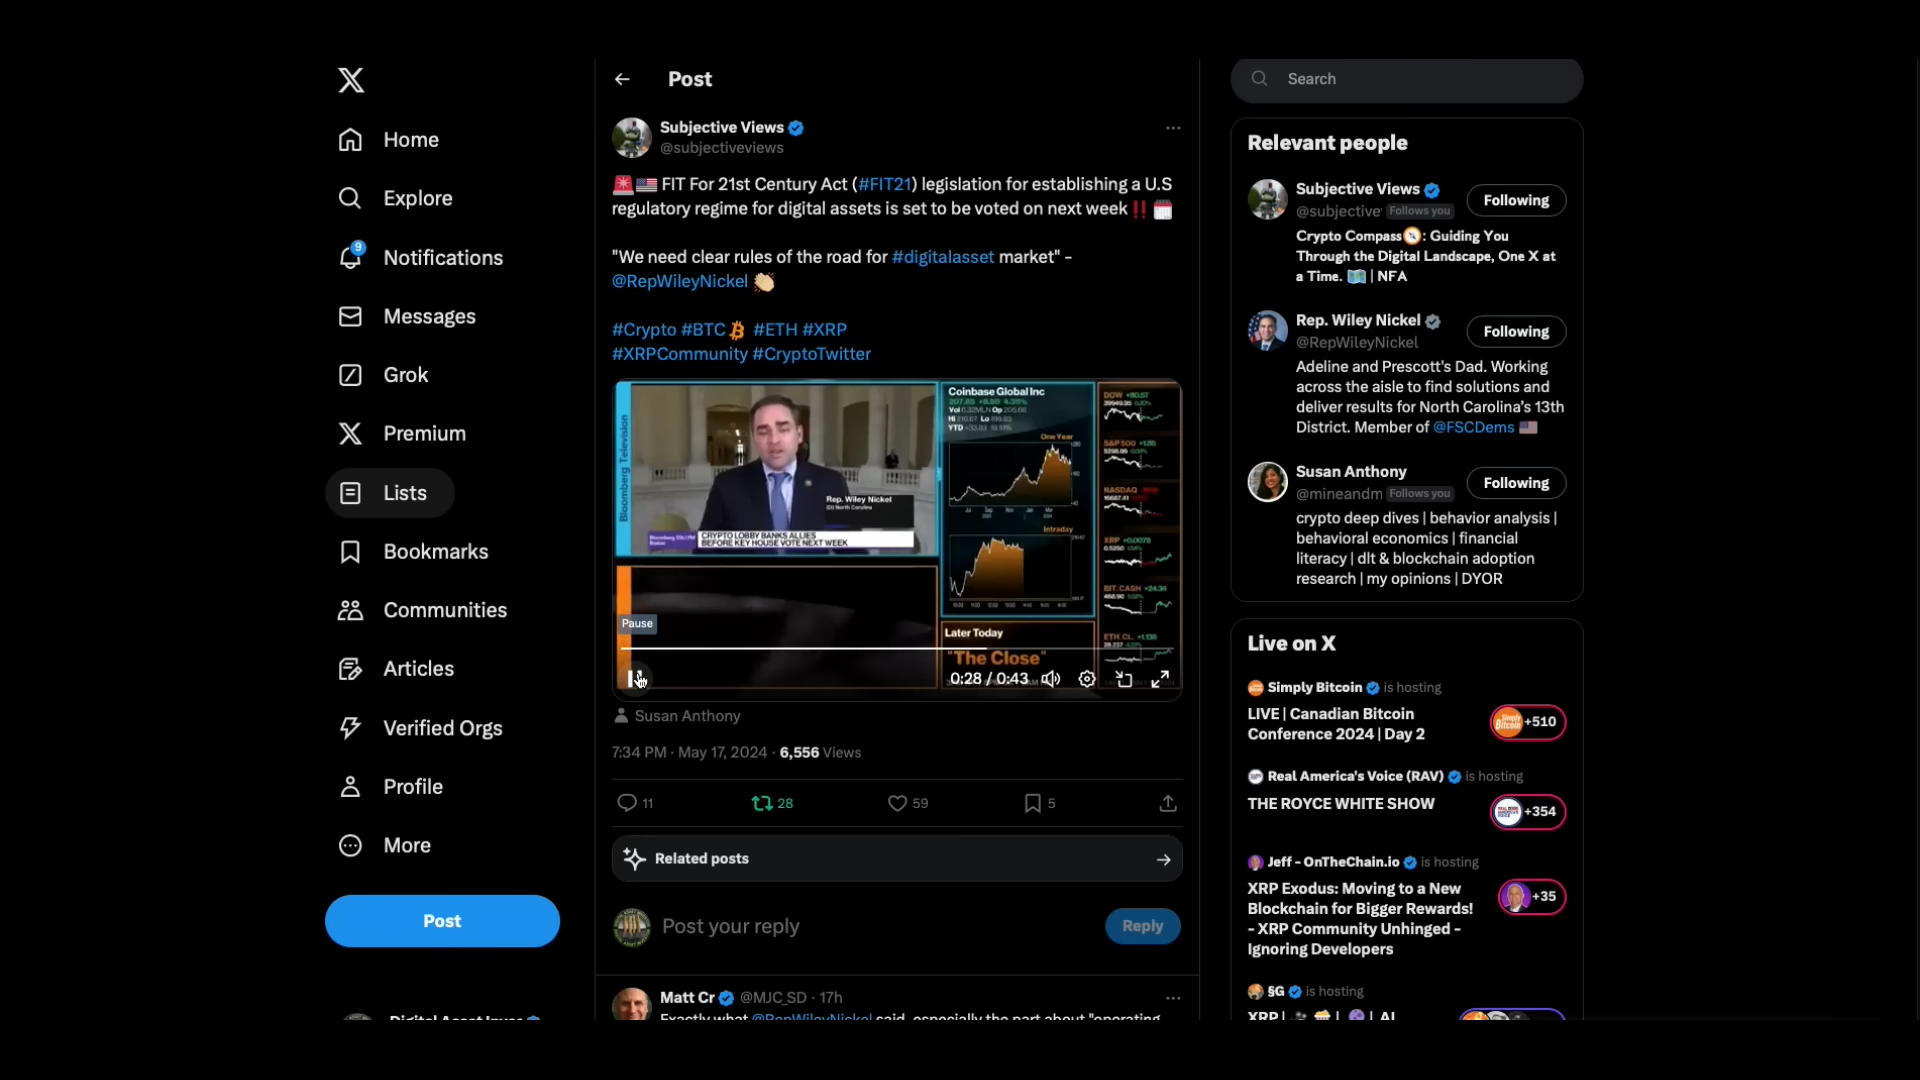 Home
Explore
9
Notifications
Messages
Grok
Premium
Lists
Bookmarks
Communities
Articles
Verified Orgs
Profile
More
Post
Post
Subjective Views
@subjectiveviews
FIT For 21st Century Act (#FIT21) legislation for establishing a U.S
regulatory regime for digital assets is set to be voted on next week
"We need clear rules of the road for #digitalasset market" -
@RepWileyNickel
#Crypto #BTC #ETH #XRP
#XRPCommunity #CryptoTwitter
Bloomberg Television
Rep. Wiley Nickel
(D) North Carolina
CRYPTO LOBBY BANKS ALLIES
BEFORE KEY HOUSE VOTE NEXT WEEK
Coinbase Global Inc
One Year
Intraday
DOW
S&P 500
NASDAQ
XRP
BIT. CASH
Later Today
"The Close"
Pause
0:28 / 0:43
Susan Anthony
7:34 PM · May 17, 2024 · 6,556 Views
11
28
59
5
Related posts
Post your reply
Reply
Matt Cr @MJC_SD · 17h
Exactly what @RepWileyNickel said, especially the part about "operating
Search
Relevant people
Subjective Views
@subjective Follows you
Following
Crypto Compass: Guiding You
Through the Digital Landscape, One X at
a Time. | NFA
Rep. Wiley Nickel
@RepWileyNickel
Following
Adeline and Prescott's Dad. Working
across the aisle to find solutions and
deliver results for North Carolina's 13th
District. Member of @FSCDems
Susan Anthony
@mineandm Follows you
Following
crypto deep dives | behavior analysis |
behavioral economics | financial
literacy | dlt & blockchain adoption
research | my opinions | DYOR
Live on X
Simply Bitcoin is hosting
LIVE | Canadian Bitcoin
Conference 2024 | Day 2
+510
Real America's Voice (RAV) is hosting
THE ROYCE WHITE SHOW
+354
Jeff - OnTheChain.io is hosting
XRP Exodus: Moving to a New
Blockchain for Bigger Rewards!
- XRP Community Unhinged -
Ignoring Developers
+35
§G is hosting
XRP | | | AI